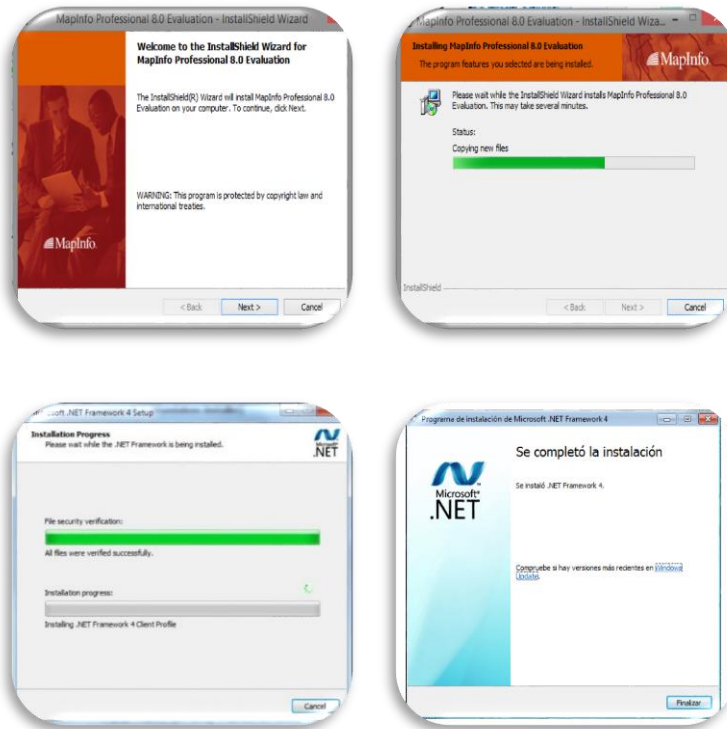 MapInfo Professional 8.0 Evaluation - InstallShield Wizard
Welcome to the InstallShield Wizard for
MapInfo Professional 8.0 Evaluation
The InstallShield(R) Wizard will install MapInfo Professional 8.0
Evaluation on your computer. To continue, click Next.
WARNING: This program is protected by copyright law and
international treaties.
MapInfo
< Back Next > Cancel
MapInfo Professional 8.0 Evaluation - InstallShield Wiza...
Installing MapInfo Professional 8.0 Evaluation
The program features you selected are being installed.
MapInfo
Please wait while the InstallShield Wizard installs MapInfo Professional 8.0
Evaluation. This may take several minutes.
Status:
Copying new files
InstallShield
< Back Next > Cancel
.NET Framework 4 Setup
Installation Progress
Please wait while the .NET Framework is being installed.
Microsoft
.NET
File security verification:
All files were verified successfully.
Installation progress:
Installing .NET Framework 4 Client Profile
Cancel
Programa de instalación de Microsoft .NET Framework 4
Se completó la instalación
Microsoft
.NET
Se instaló .NET Framework 4.
Compruebe si hay versiones más recientes en Windows
Update.
Finalizar